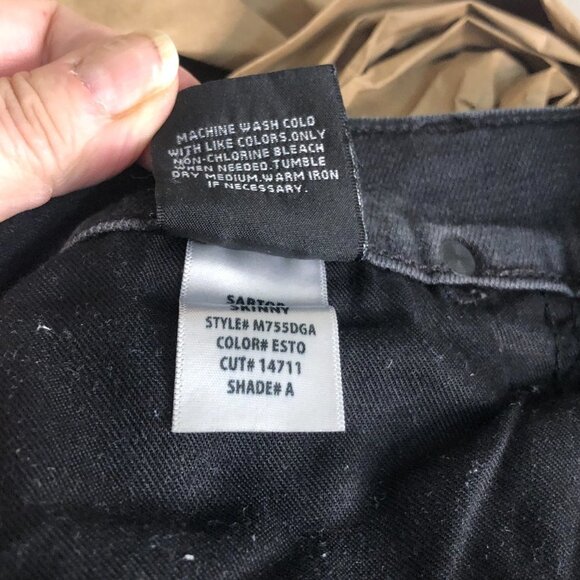 MACHINE WASH COLD
WITH LIKE COLORS.ONLY
NON-CHLORINE BLEACH
WHEN NEEDED.TUMBLE
DRY MEDIUM.WARM IRON
IF NECESSARY.
SARTOR
SKINNY
STYLE# M755DGA
COLOR# ESTO
CUT# 14711
SHADE# A